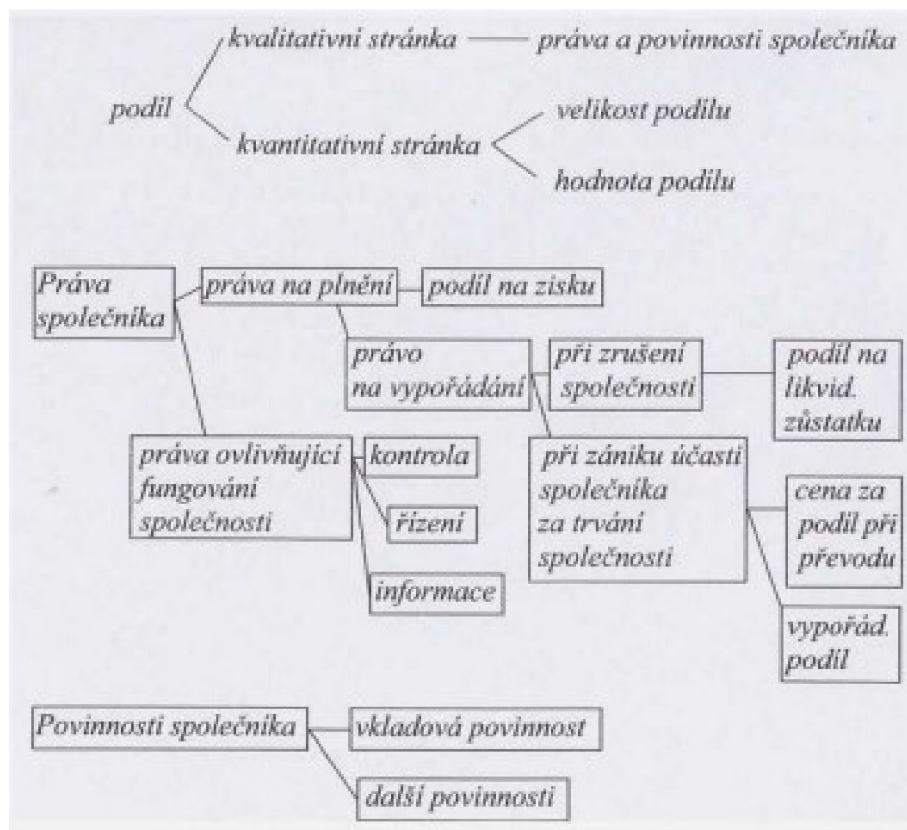 kvalitativní stránka
práva a povinnosti společníka
podíl
kvantitativní stránka
velikost podílu
hodnota podílu
Práva
společníka
práva na plnění
podíl na zisku
právo
na vypořádání
při zrušení
společnosti
podíl na
likvid.
zůstatku
práva ovlivňující
fungování
společnosti
kontrola
řízení
informace
při zániku účasti
společníka
za trvání
společnosti
cena za
podíl při
převodu
vypořád.
podíl
Povinnosti společníka
vkladová povinnost
další povinnosti